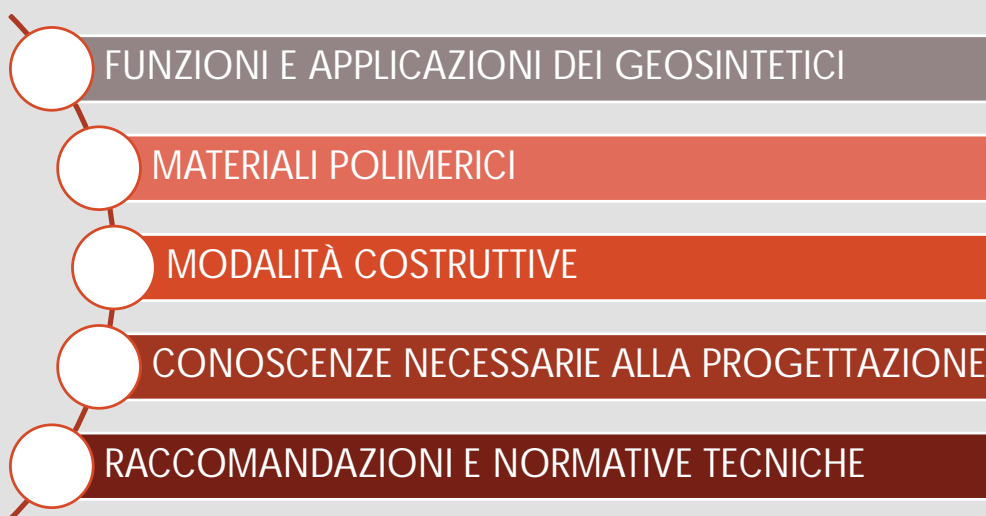 FUNZIONI E APPLICAZIONI DEI GEOSINTETICI
MATERIALI POLIMERICI
MODALITÀ COSTRUTTIVE
CONOSCENZE NECESSARIE ALLA PROGETTAZIONE
RACCOMANDAZIONI E NORMATIVE TECNICHE